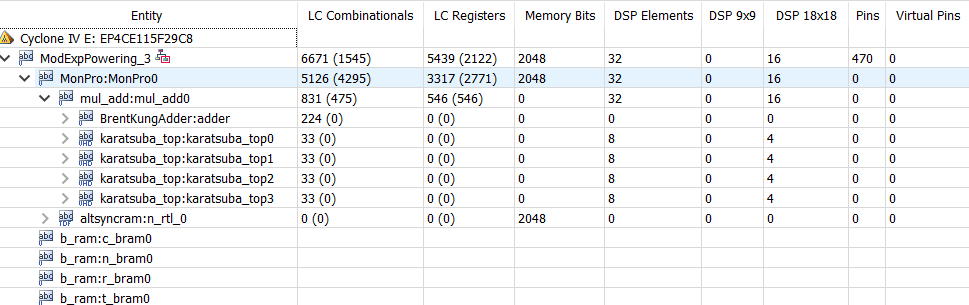 Entity LC Combinationals LC Registers Memory Bits DSP Elements DSP 9x9 DSP 18x18 Pins Virtual Pins
Cyclone IV E: EP4CE115F29C8
ModExpPowering_3 6671 (1545) 5439 (2122) 2048 32 0 16 470 0
MonPro:MonPro0 5126 (4295) 3317 (2771) 2048 32 0 16 0 0
mul_add:mul_add0 831 (475) 546 (546) 0 32 0 16 0 0
BrentKungAdder:adder 224 (0) 0 (0) 0 0 0 0 0 0
karatsuba_top:karatsuba_top0 33 (0) 0 (0) 0 8 0 4 0 0
karatsuba_top:karatsuba_top1 33 (0) 0 (0) 0 8 0 4 0 0
karatsuba_top:karatsuba_top2 33 (0) 0 (0) 0 8 0 4 0 0
karatsuba_top:karatsuba_top3 33 (0) 0 (0) 0 8 0 4 0 0
altsyncram:n_rtl_0 0 (0) 0 (0) 2048 0 0 0 0 0
b_ram:c_bram0
b_ram:n_bram0
b_ram:r_bram0
b_ram:t_bram0